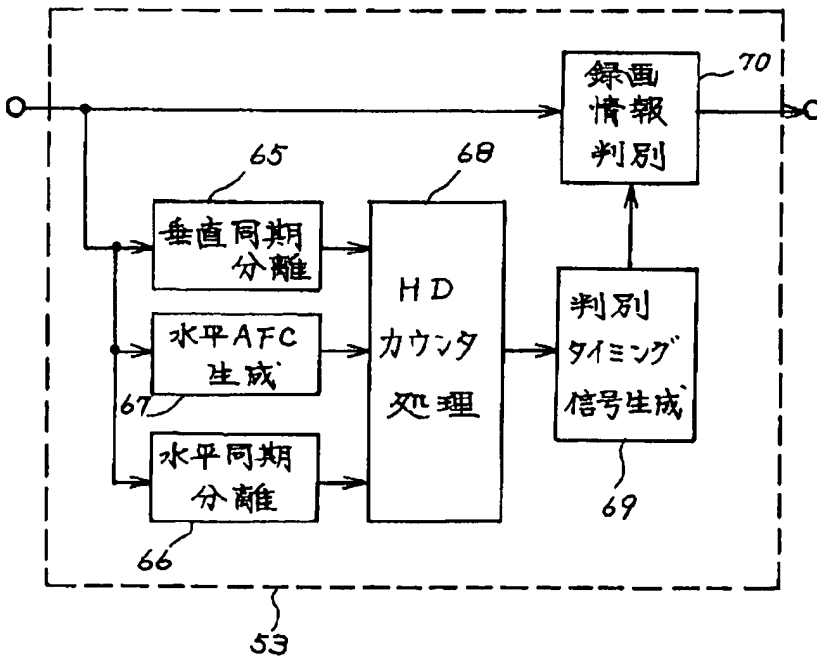 録画
情報
判別
70
65
68
垂直同期
分離
HD
カウンタ
処理
判別
タイミング
信号生成
水平AFC
生成
67
水平同期
分離
66
69
53